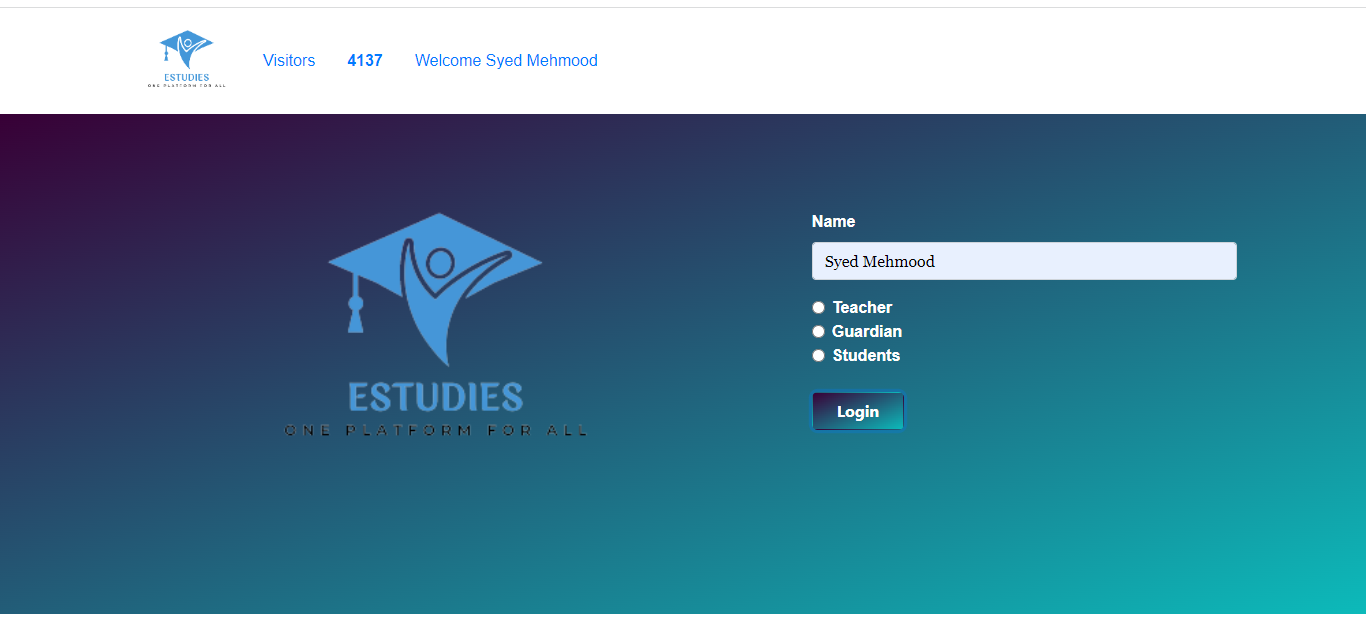 ESTUDIES
ONE PLATFORM FOR ALL
Visitors 4137 Welcome Syed Mehmood
ESTUDIES
ONE PLATFORM FOR ALL
Name
Syed Mehmood
Teacher
Guardian
Students
Login